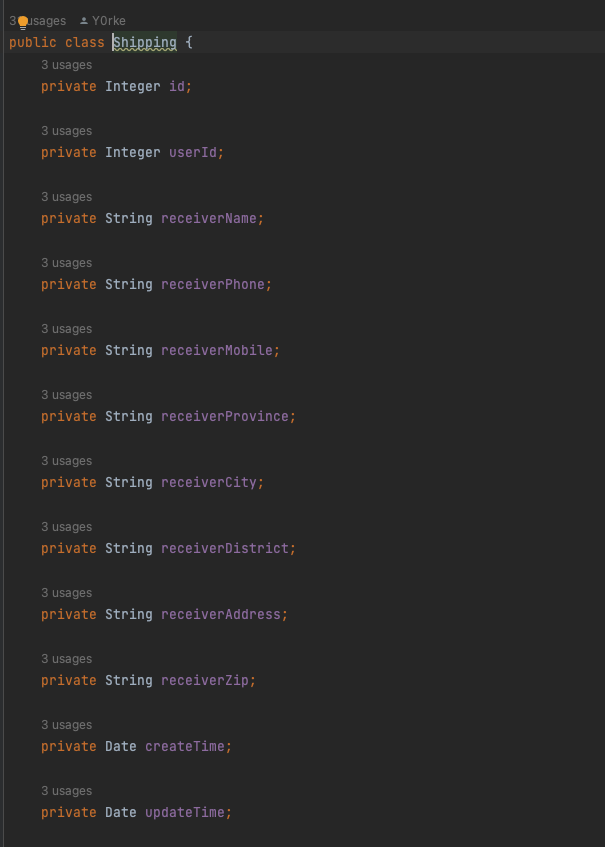 3 usages YOrke
public class Shipping {
3 usages
private Integer id;
3 usages
private Integer userId;
3 usages
private String receiverName;
3 usages
private String receiverPhone;
3 usages
private String receiverMobile;
3 usages
private String receiverProvince;
3 usages
private String receiverCity;
3 usages
private String receiverDistrict;
3 usages
private String receiverAddress;
3 usages
private String receiverZip;
3 usages
private Date createTime;
3 usages
private Date updateTime;